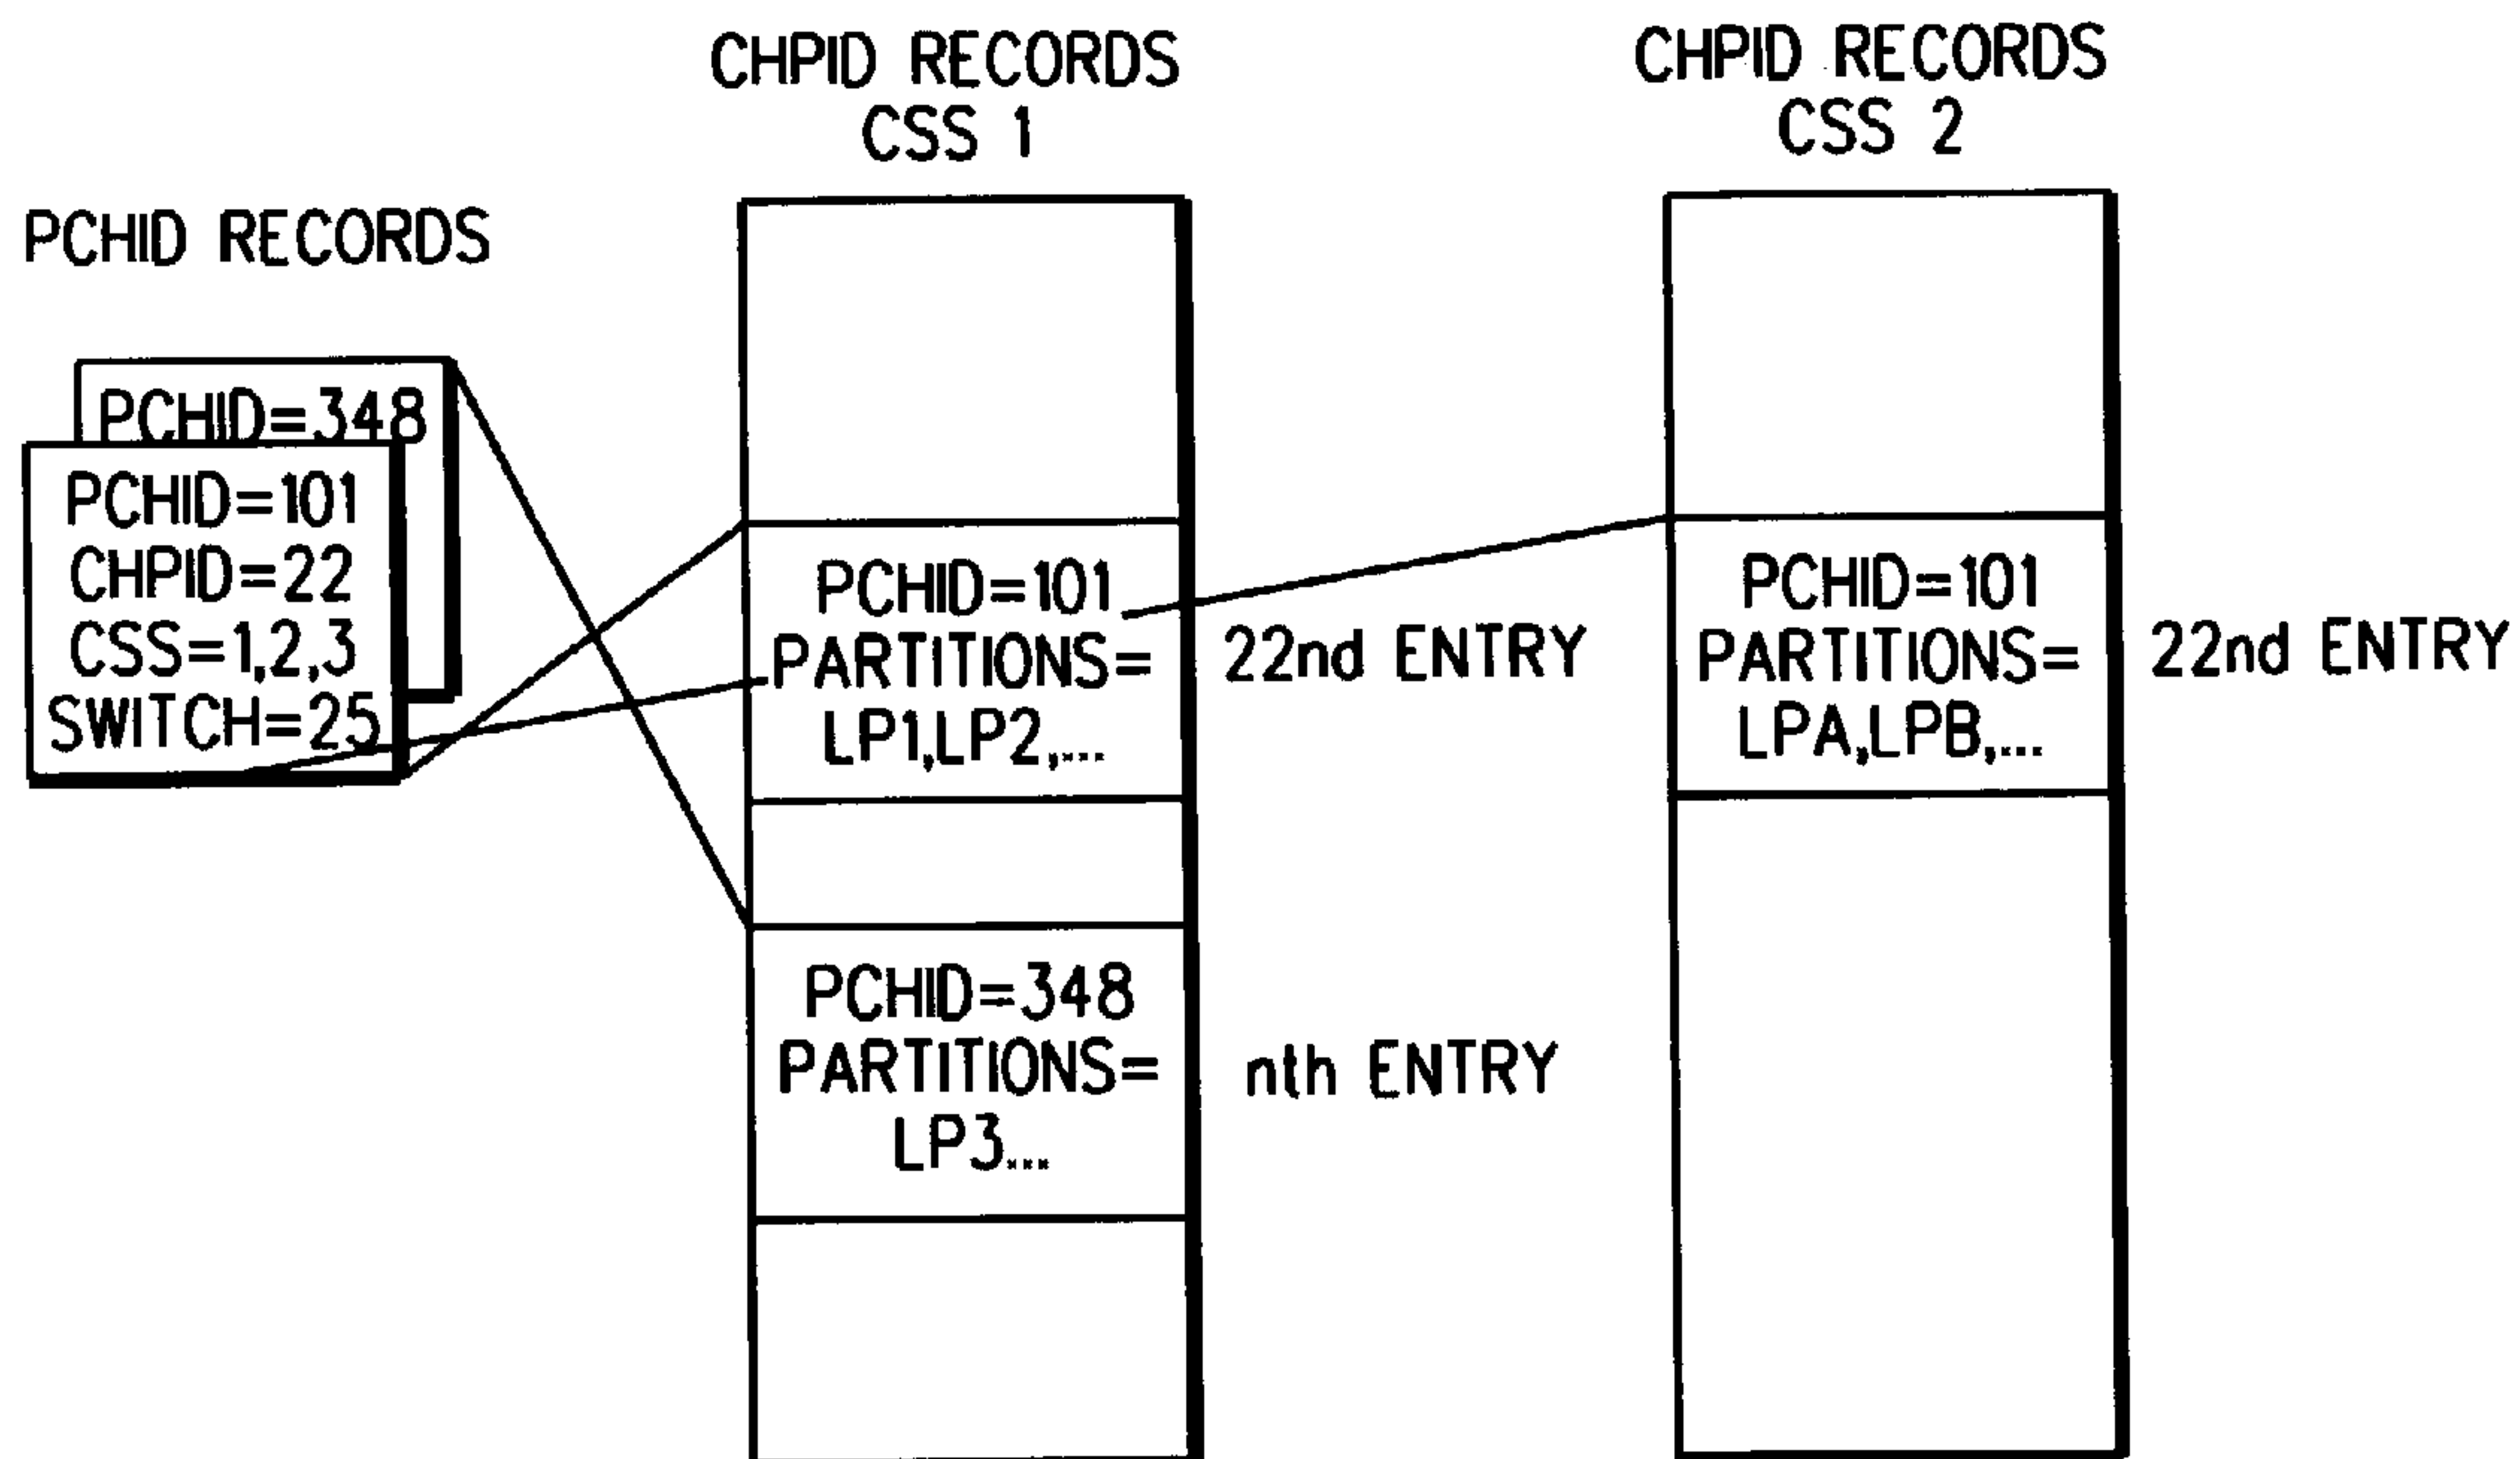 PCHID RECORDS
PCHID=348
PCHID=101
CHPID=22
CSS=1,2,3
SWITCH=25
CHPID RECORDS
CSS 1
PCHID=101
PARTITIONS=
LP1,LP2,...
22nd ENTRY
PCHID=348
PARTITIONS=
LP3...
nth ENTRY
CHPID RECORDS
CSS 2
PCHID=101
PARTITIONS=
LPA,LPB,...
22nd ENTRY